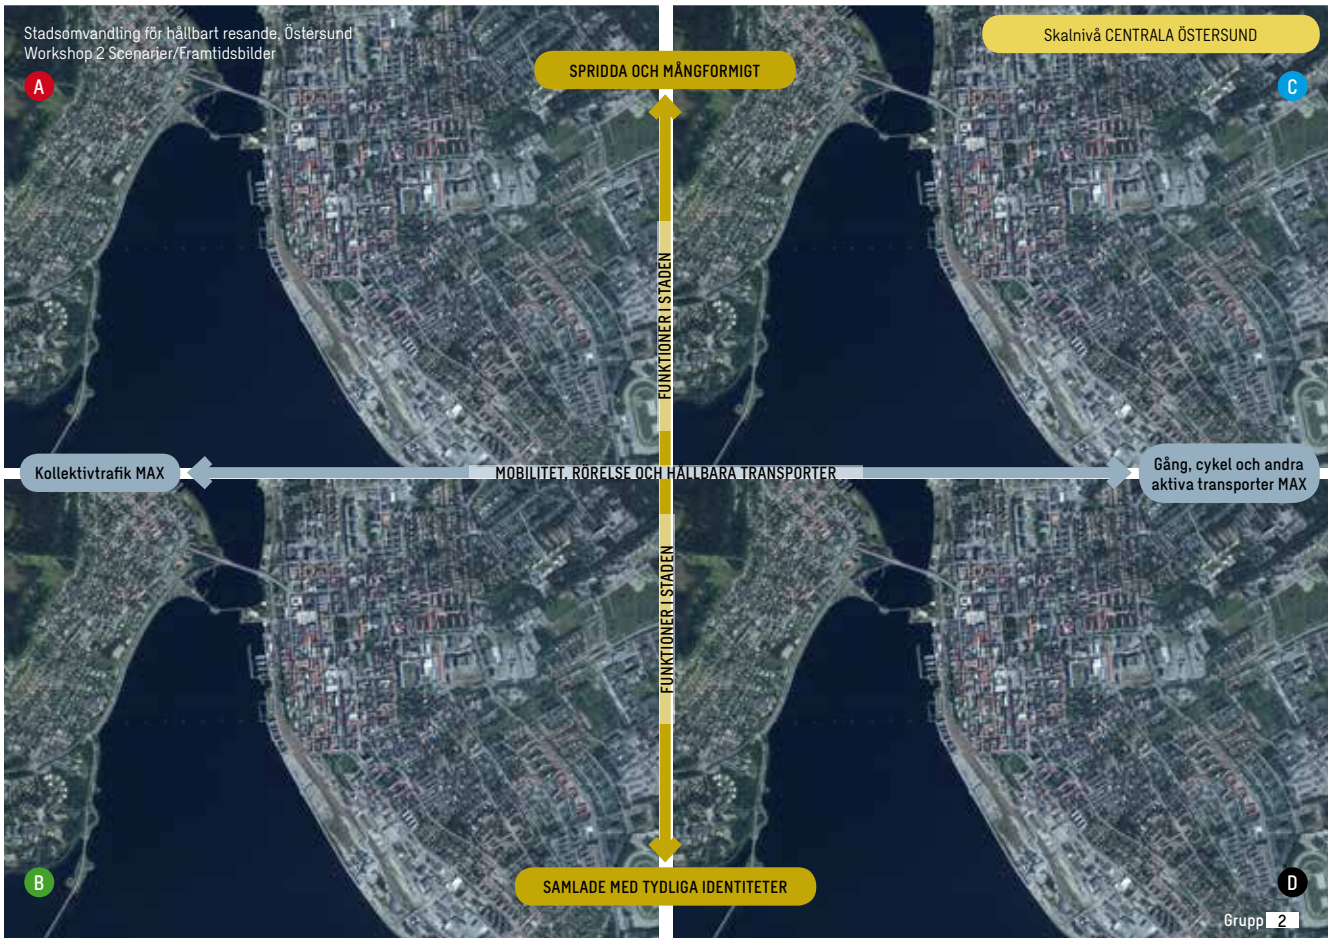 Stadsomvandling för hållbart resande, Östersund
Workshop 2 Scenarier/Framtidsbilder
A
SPRIDDA OCH MÅNGFORMIGT
Skalnivå CENTRALA ÖSTERSUND
C
FUNKTIONER I STADEN
Kollektivtrafik MAX
MOBILITET, RÖRELSE OCH HÅLLBARA TRANSPORTER
Gång, cykel och andra
aktiva transporter MAX
FUNKTIONER I STADEN
B
SAMLADE MED TYDLIGA IDENTITETER
D
Grupp 2